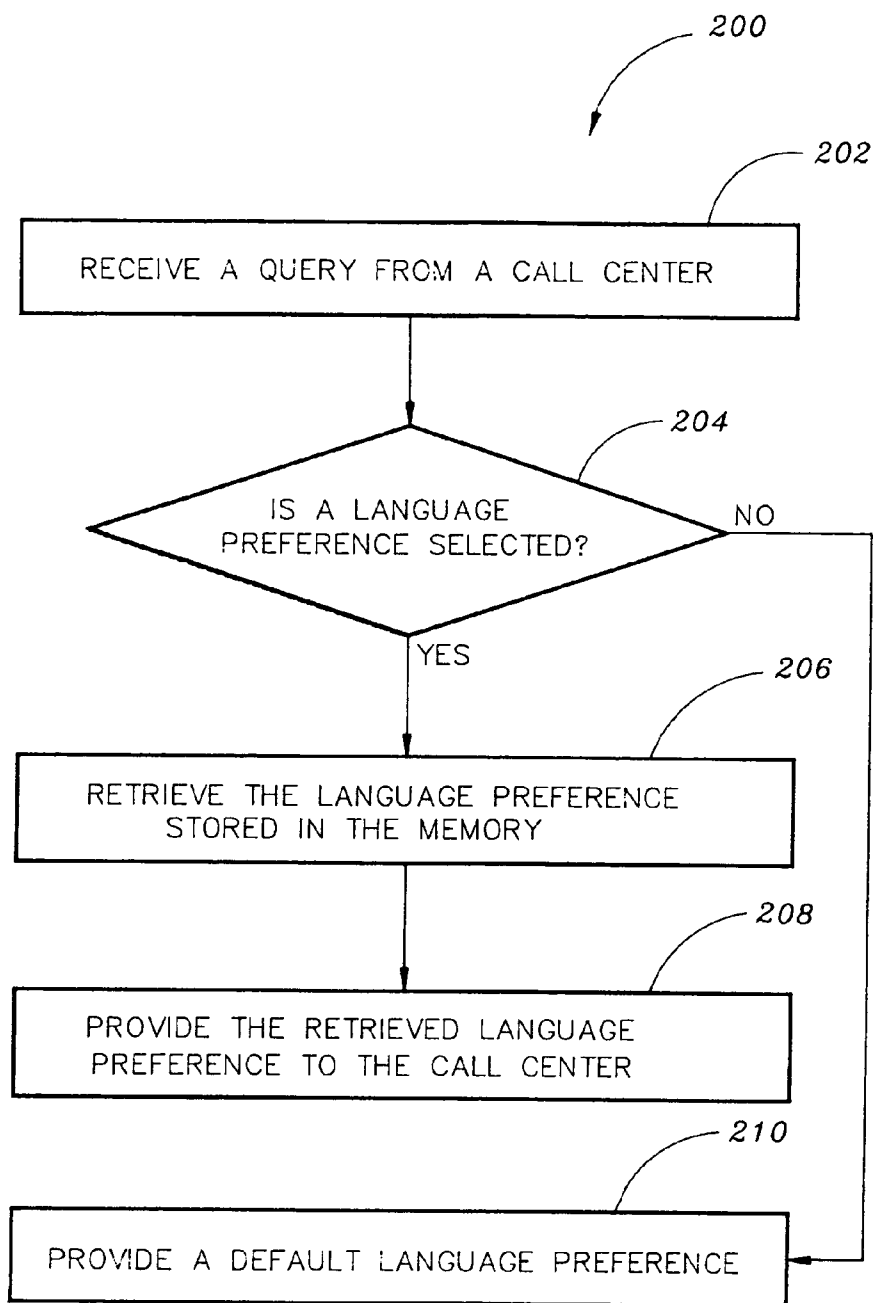 200
202
RECEIVE A QUERY FROM A CALL CENTER
204
IS A LANGUAGE
PREFERENCE SELECTED?
NO
YES
206
RETRIEVE THE LANGUAGE PREFERENCE
STORED IN THE MEMORY
208
PROVIDE THE RETRIEVED LANGUAGE
PREFERENCE TO THE CALL CENTER
210
PROVIDE A DEFAULT LANGUAGE PREFERENCE